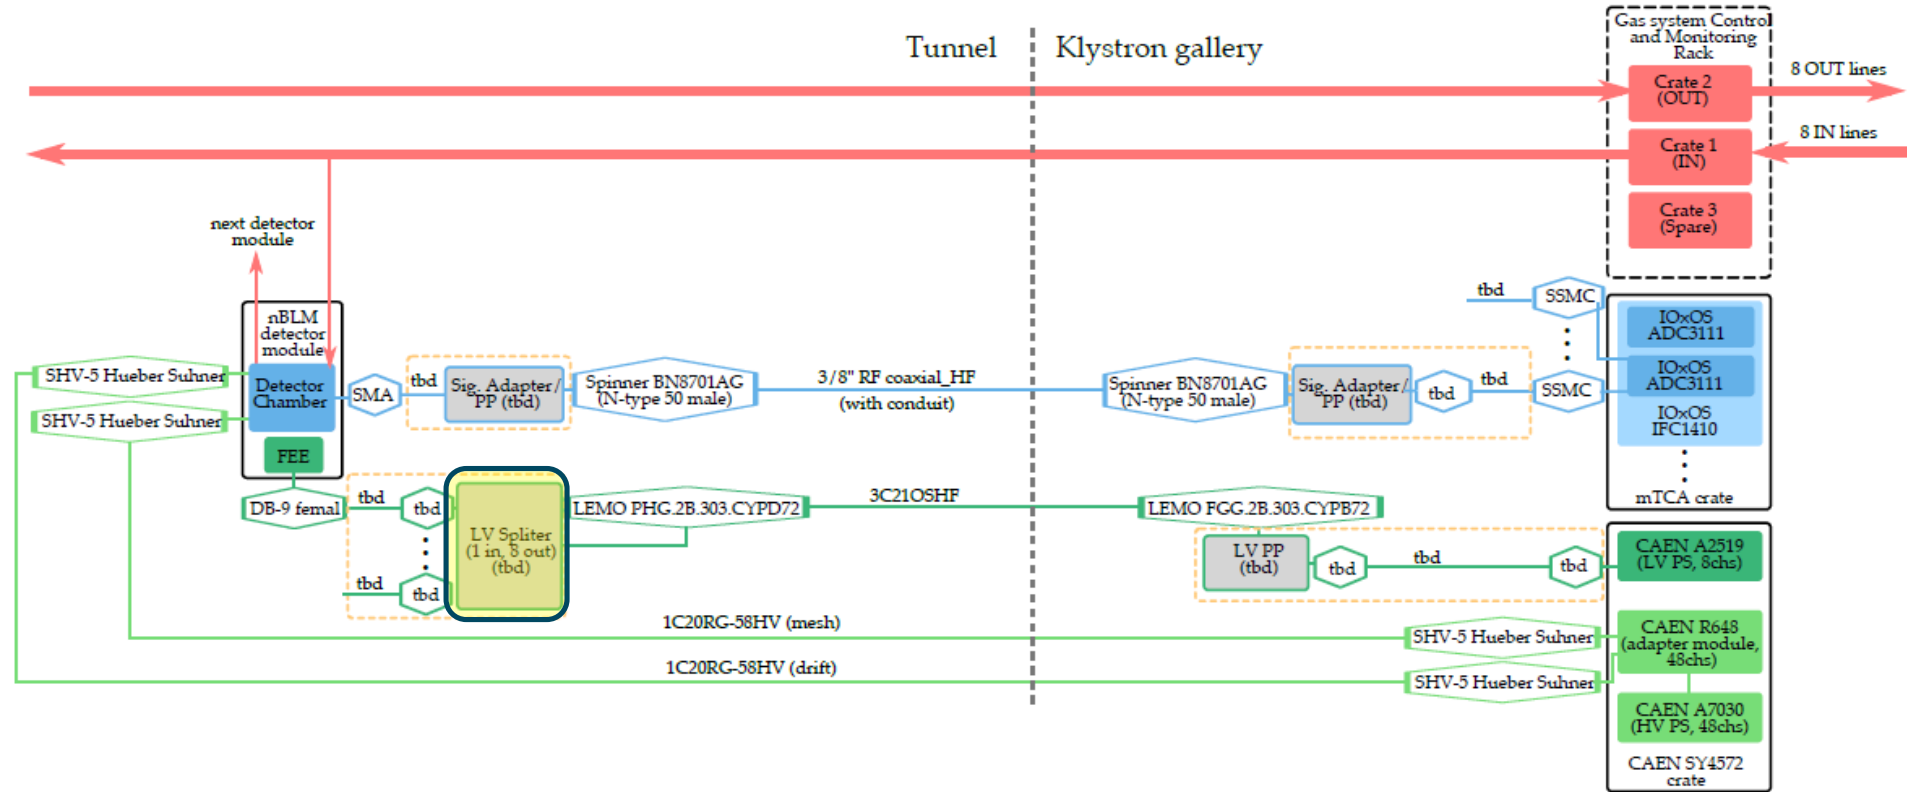 Tunnel
Klystron gallery
Gas system Control
and Monitoring
Rack
Crate 2
(OUT)
8 OUT lines
Crate 1
(IN)
8 IN lines
Crate 3
(Spare)
next detector
module
nBLM
detector
module
SHV-5 Hueber Suhner
SHV-5 Hueber Suhner
Detector
Chamber
FEE
SMA
tbd
Sig. Adapter/
PP (tbd)
Spinner BN8701AG
(N-type 50 male)
3/8" RF coaxial_HF
(with conduit)
Spinner BN8701AG
(N-type 50 male)
Sig. Adapter/
PP (tbd)
tbd
tbd
SSMC
tbd
SSMC
IOxOS
ADC3111
IOxOS
ADC3111
IOxOS
IFC1410
mTCA crate
DB-9 femal
tbd
tbd
tbd
tbd
LV Spliter
(1 in, 8 out)
(tbd)
LEMO PHG.2B.303.CYPD72
3C21OSHF
LEMO FGG.2B.303.CYPB72
LV PP
(tbd)
tbd
tbd
tbd
CAEN A2519
(LV PS, 8chs)
1C20RG-58HV (mesh)
SHV-5 Hueber Suhner
1C20RG-58HV (drift)
SHV-5 Hueber Suhner
CAEN R648
(adapter module,
48chs)
CAEN A7030
(HV PS, 48chs)
CAEN SY4572
crate